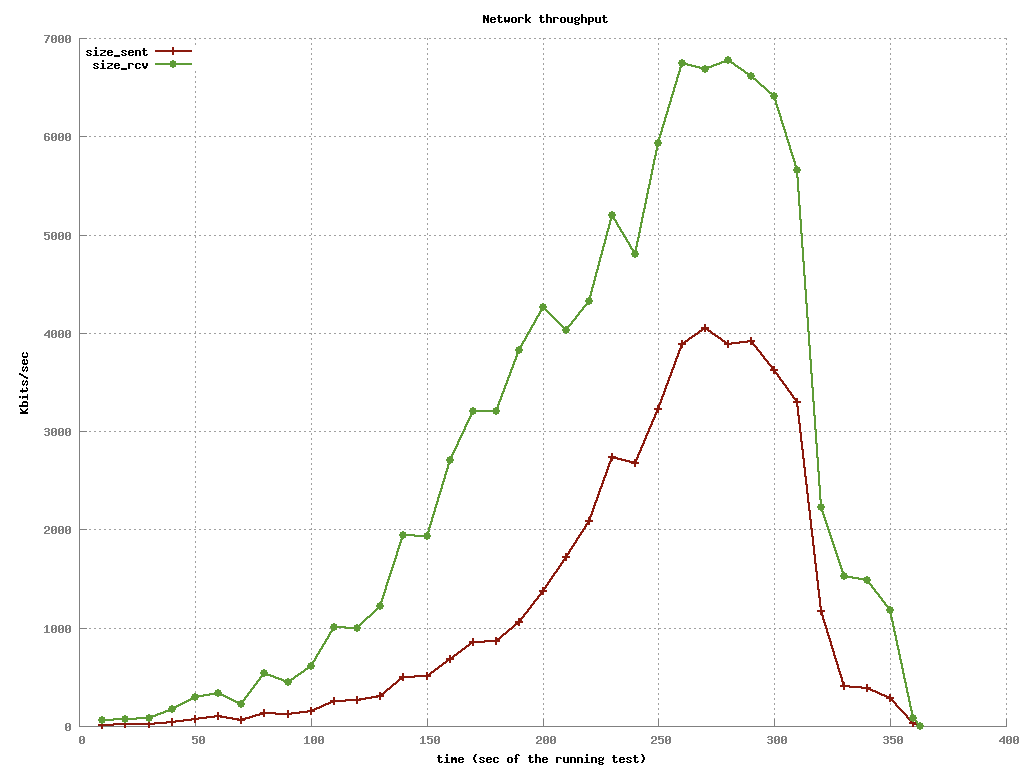 Network throughput
size_sent
size_rcv
7000
6000
5000
4000
3000
2000
1000
0
Kbits/sec
0 50 100 150 200 250 300 350 400
time (sec of the running test)